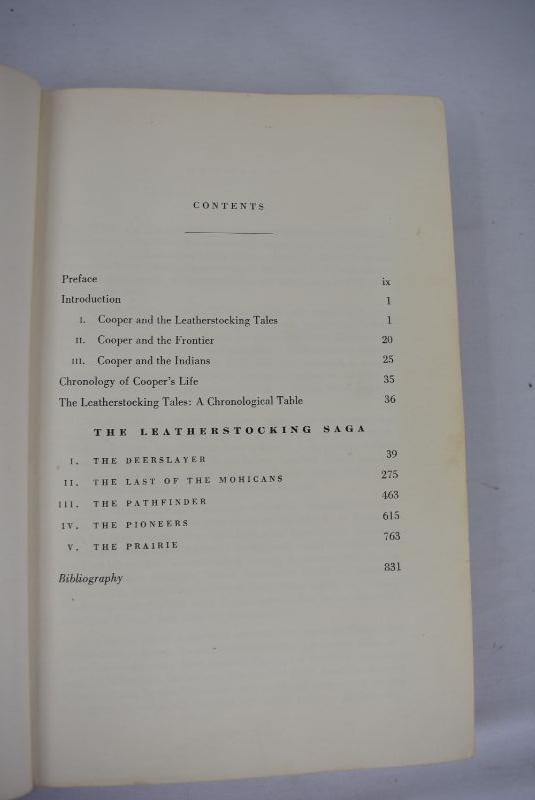 CONTENTS
Preface ix
Introduction 1
I. Cooper and the Leatherstocking Tales 1
II. Cooper and the Frontier 20
III. Cooper and the Indians 25
Chronology of Cooper's Life 35
The Leatherstocking Tales: A Chronological Table 36
THE LEATHERSTOCKING SAGA
I. THE DEERSLAYER 39
II. THE LAST OF THE MOHICANS 275
III. THE PATHFINDER 463
IV. THE PIONEERS 615
V. THE PRAIRIE 763
Bibliography 831